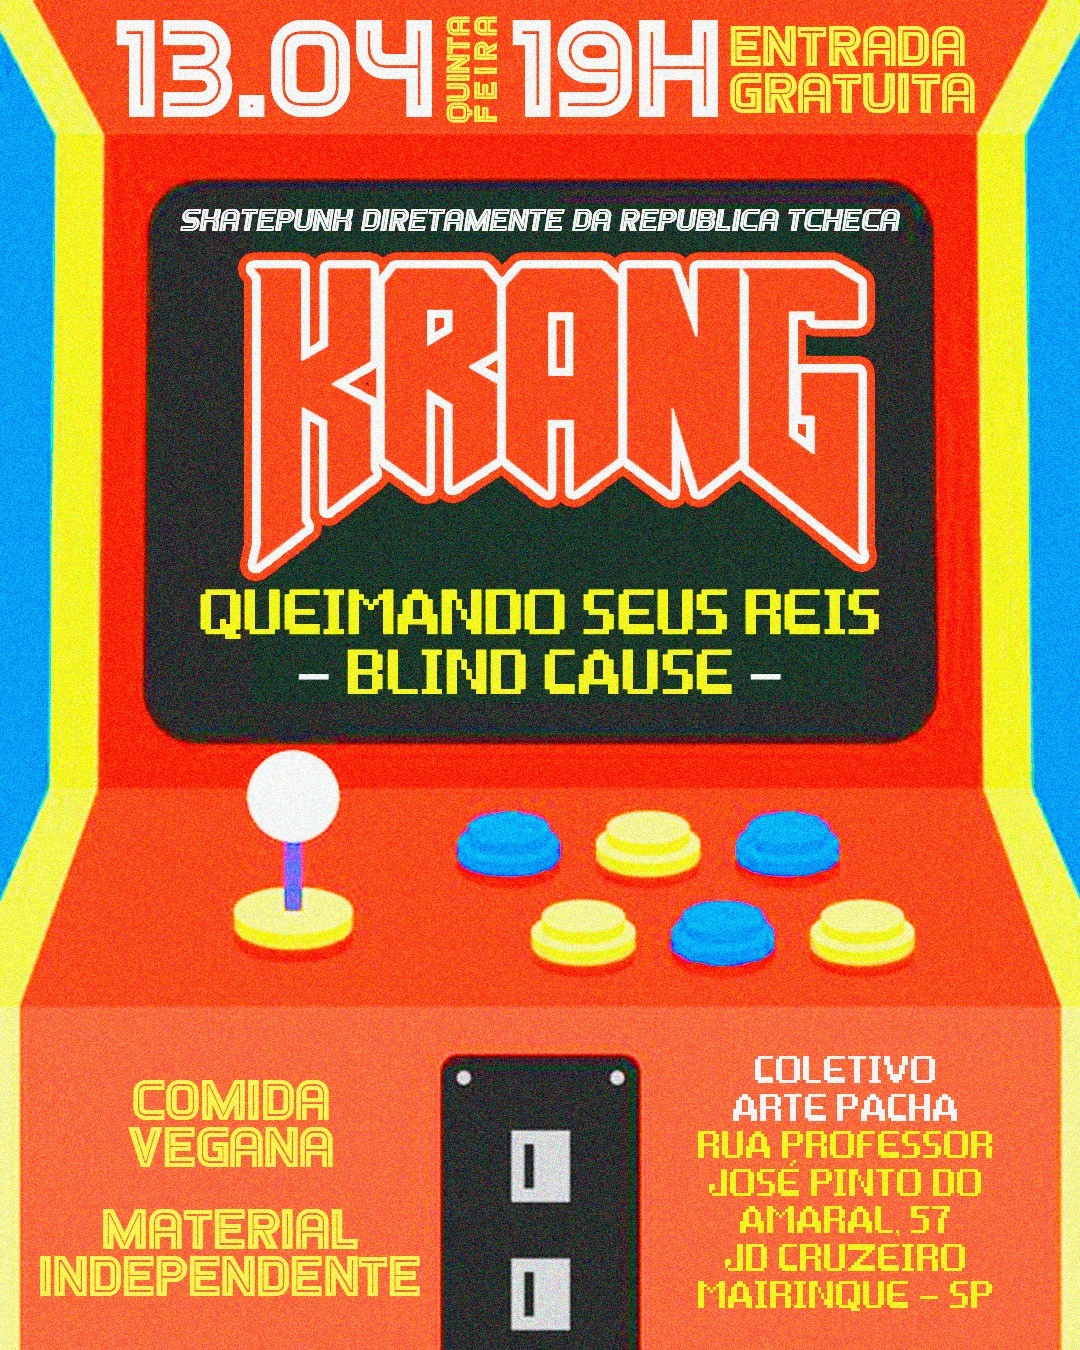 13.04 QUINTA FEIRA 19H ENTRADA GRATUITA
SKATEPUNK DIRETAMENTE DA REPUBLICA TCHECA
KRANG
QUEIMANDO SEUS REIS
– BLIND CAUSE –
COMIDA
VEGANA
MATERIAL
INDEPENDENTE
COLETIVO
ARTE PACHA
RUA PROFESSOR
JOSÉ PINTO DO
AMARAL, 57
JD CRUZEIRO
MAIRINQUE – SP